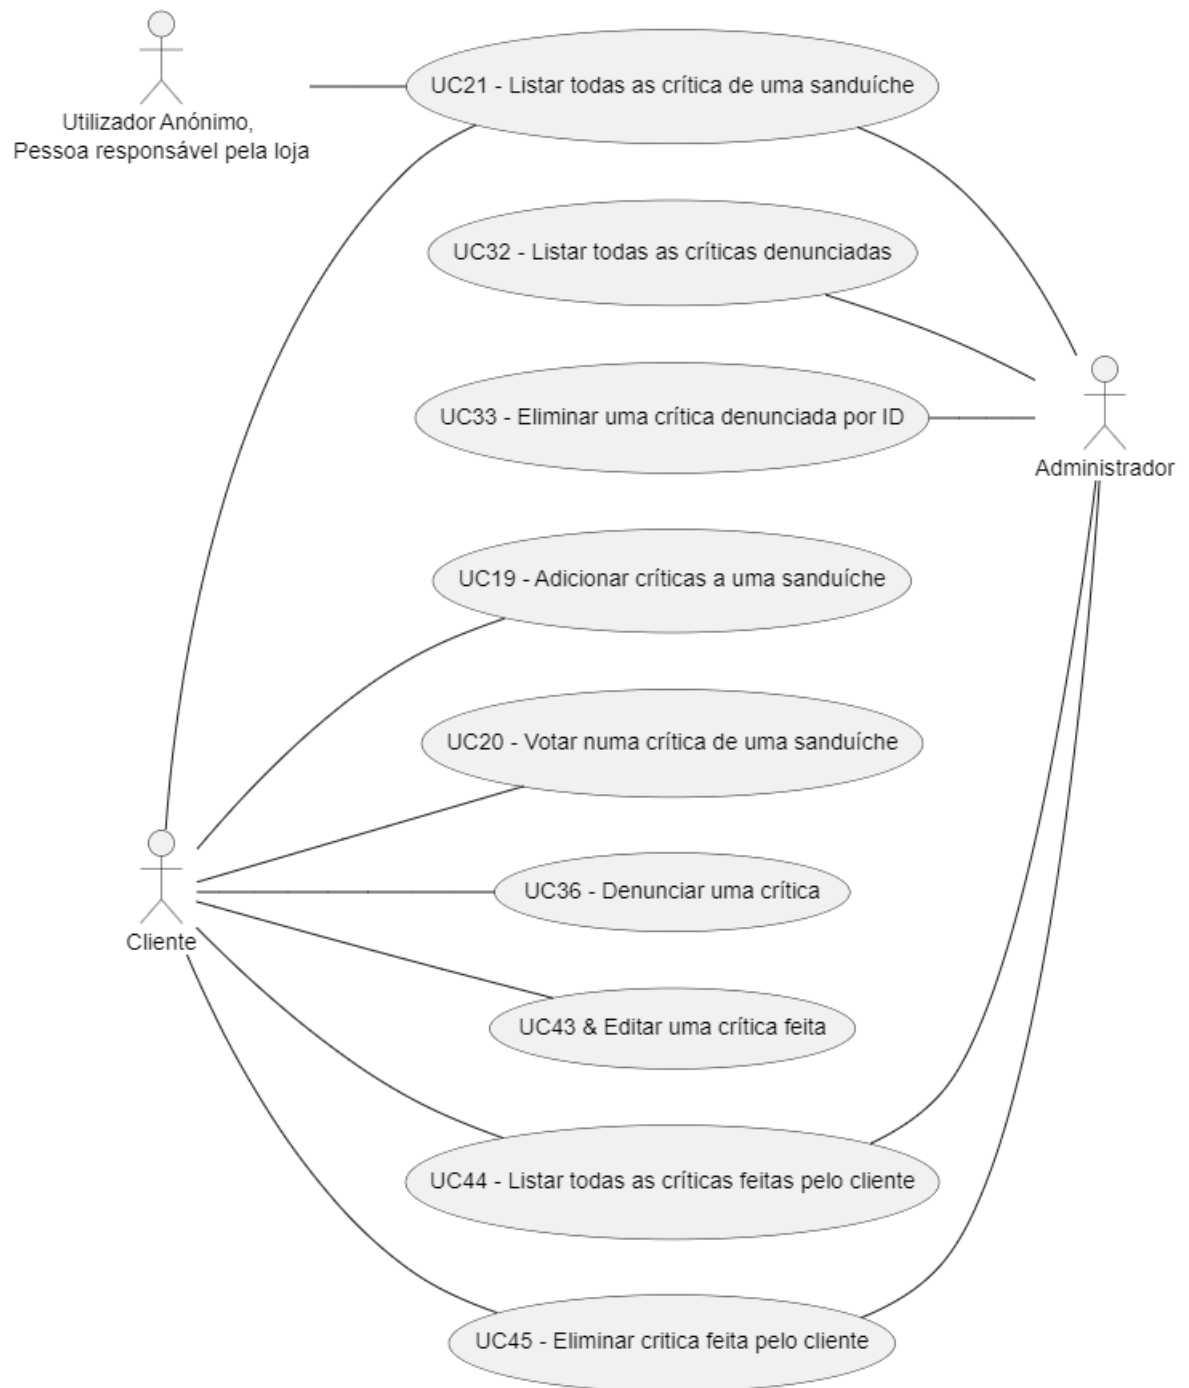 UC21 - Listar todas as crítica de uma sanduíche
Utilizador Anónimo,
Pessoa responsável pela loja
UC32 - Listar todas as críticas denunciadas
UC33 - Eliminar uma crítica denunciada por ID
Administrador
UC19 - Adicionar críticas a uma sanduíche
UC20 - Votar numa crítica de uma sanduíche
UC36 - Denunciar uma crítica
Cliente
UC43 & Editar uma crítica feita
UC44 - Listar todas as críticas feitas pelo cliente
UC45 - Eliminar critica feita pelo cliente